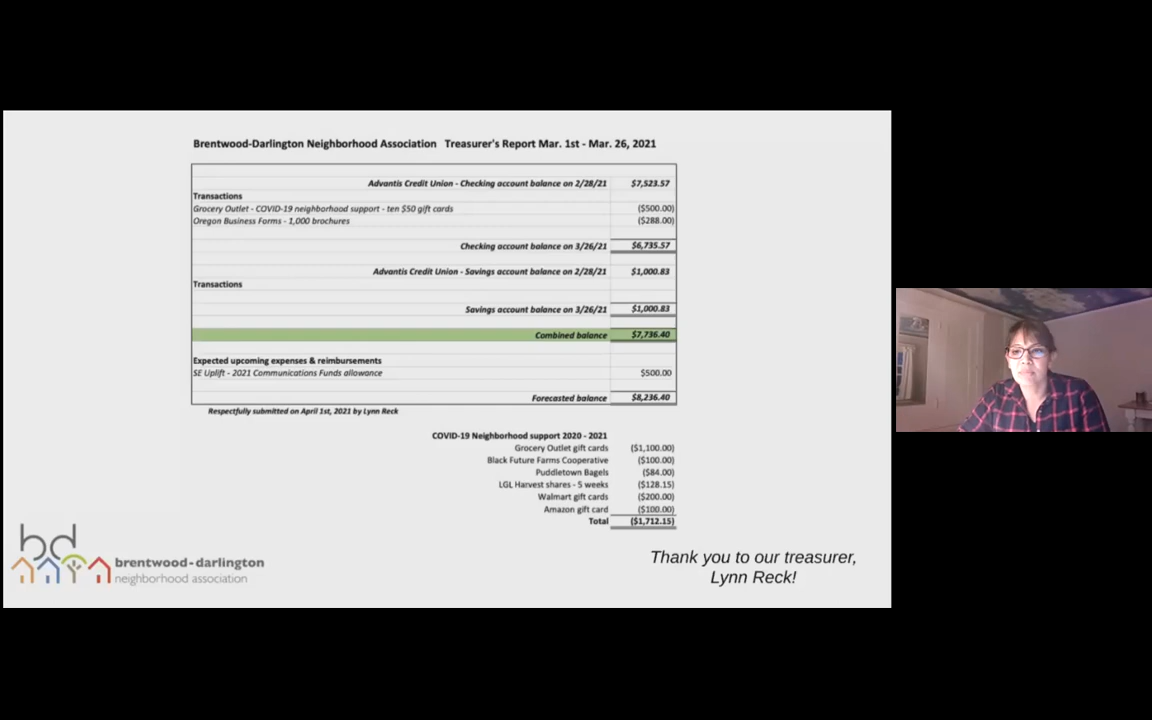 Brentwood-Darlington Neighborhood Association Treasurer's Report Mar. 1st - Mar. 26, 2021
Advantis Credit Union - Checking account balance on 2/28/21 $7,523.57
Transactions
Grocery Outlet - COVID-19 neighborhood support - ten $50 gift cards ($500.00)
Oregon Business Forms - 1,000 brochures ($288.00)
Checking account balance on 3/26/21 $6,735.57
Advantis Credit Union - Savings account balance on 2/28/21 $1,000.83
Transactions
Savings account balance on 3/26/21 $1,000.83
Combined balance $7,736.40
Expected upcoming expenses & reimbursements
SE Uplift - 2021 Communications Funds allowance $500.00
Forecasted balance $8,236.40
Respectfully submitted on April 1st, 2021 by Lynn Reck
COVID-19 Neighborhood support 2020 - 2021
Grocery Outlet gift cards ($1,100.00)
Black Future Farms Cooperative ($100.00)
Puddletown Bagels ($84.00)
LGL Harvest shares - 5 weeks ($128.15)
Walmart gift cards ($200.00)
Amazon gift card ($100.00)
Total ($1,712.15)
bd
brentwood-darlington
neighborhood association
Thank you to our treasurer,
Lynn Reck!